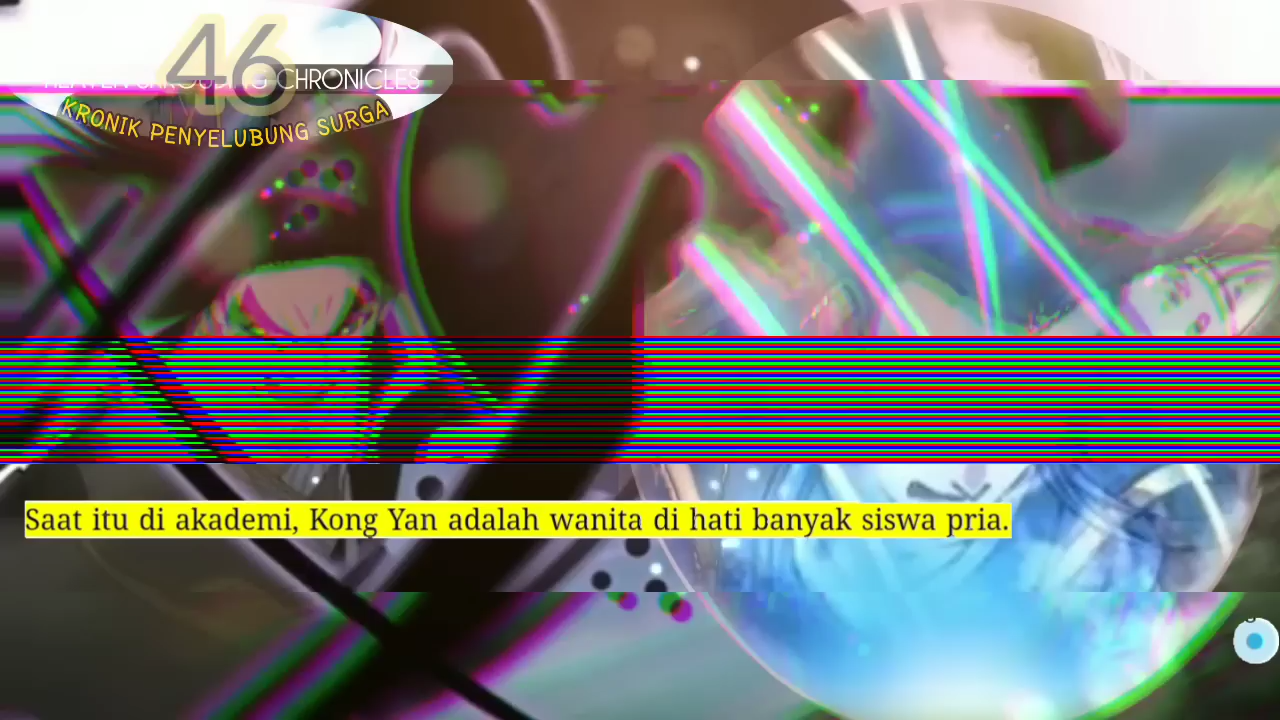 46
CHRONICLES
KRONIK PENYELUBUNG SURGA
Saat itu di akademi, Kong Yan adalah wanita di hati banyak siswa pria.